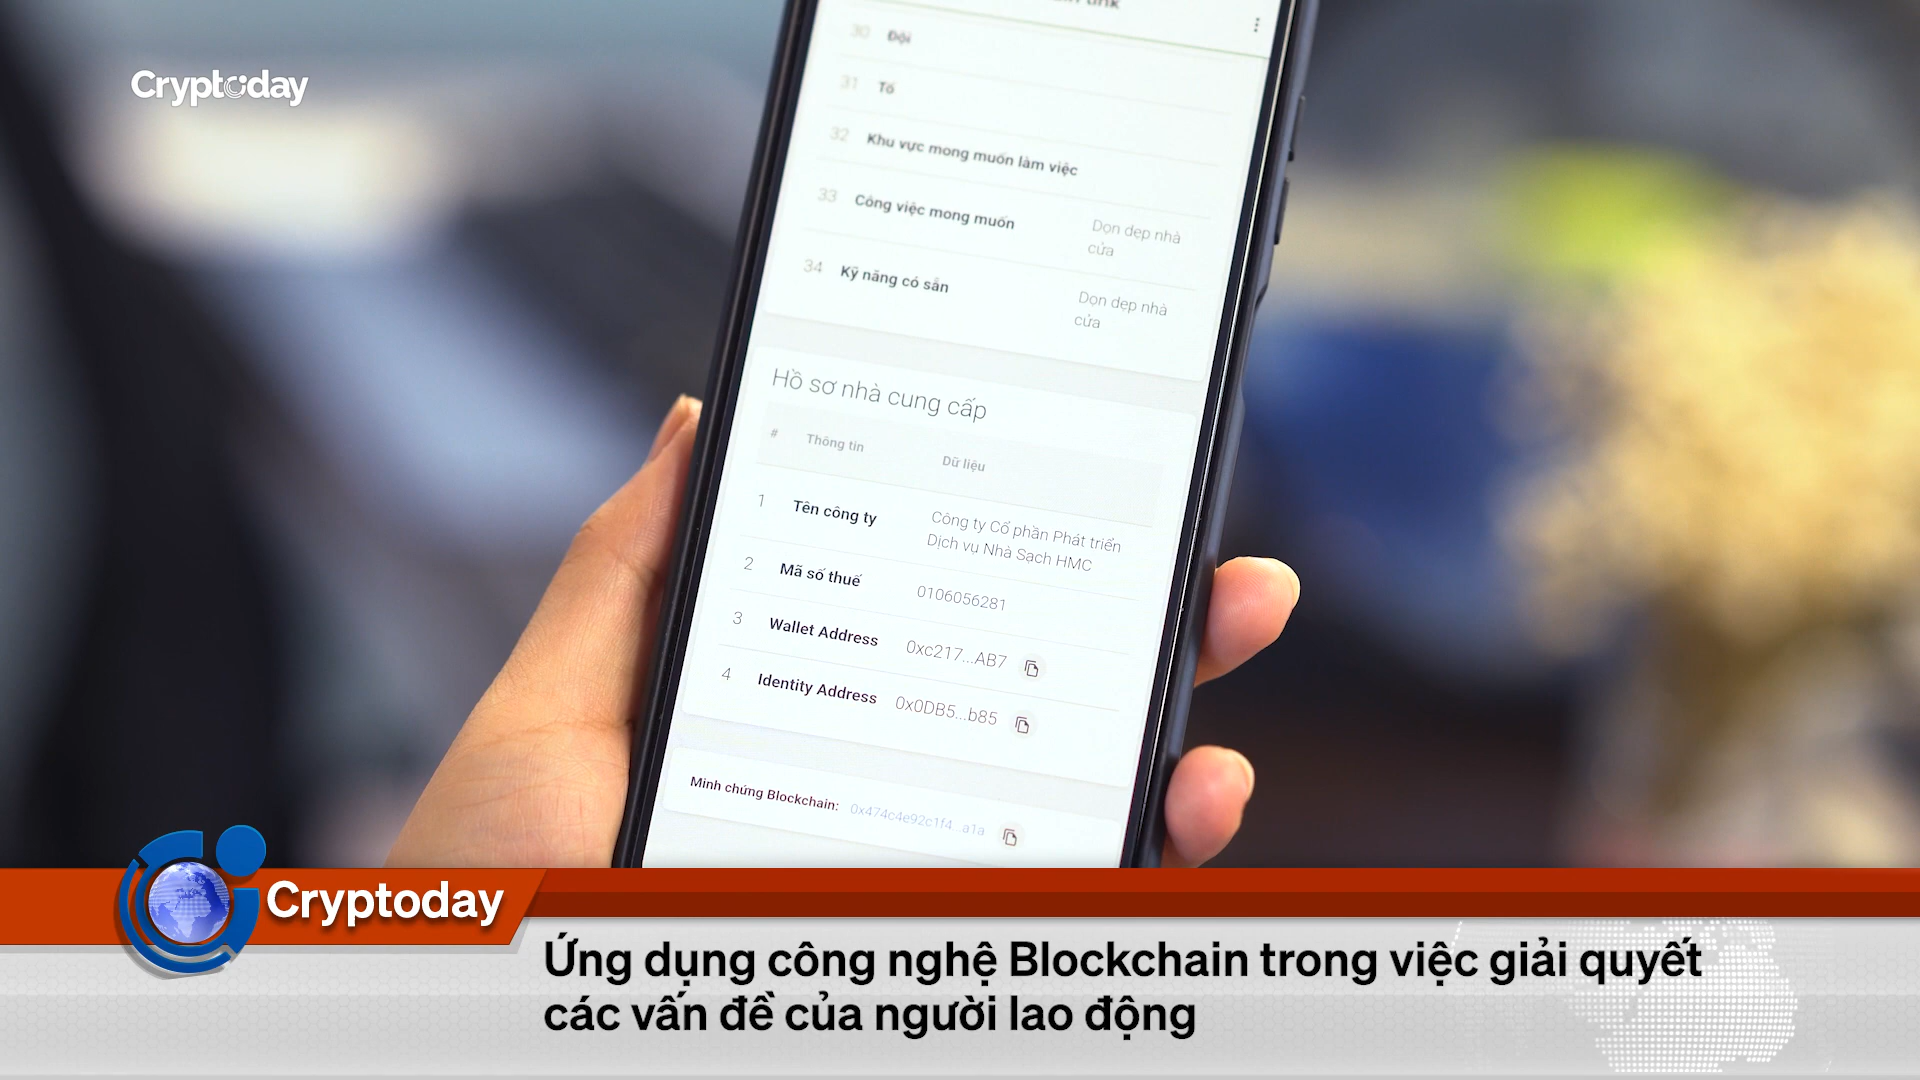 Cryptoday
30 Đội
31 Tổ
32 Khu vực mong muốn làm việc
33 Công việc mong muốn Dọn dẹp nhà
cửa
34 Kỹ năng có sẵn Dọn dẹp nhà
cửa
Hồ sơ nhà cung cấp
# Thông tin Dữ liệu
1 Tên công ty Công ty Cổ phần Phát triển
Dịch vụ Nhà Sạch HMC
2 Mã số thuế 0106056281
3 Wallet Address 0xc217...AB7
4 Identity Address 0x0DB5...b85
Minh chứng Blockchain: 0x474c4e92c1f4...a1a
Cryptoday
Ứng dụng công nghệ Blockchain trong việc giải quyết
các vấn đề của người lao động